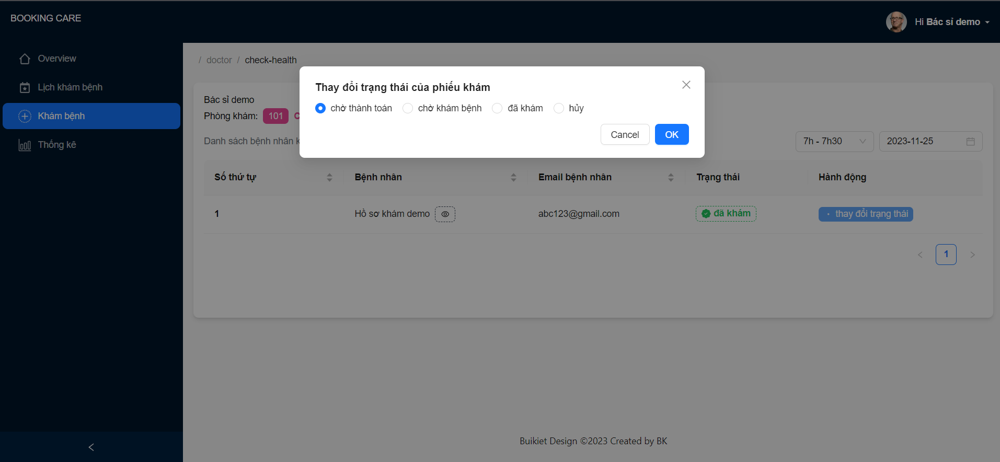 BOOKING CARE
Hi Bác sỉ demo
Overview
Lịch khám bệnh
Khám bệnh
Thống kê
/ doctor / check-health
Thay đổi trạng thái của phiếu khám
chờ thành toán chờ khám bệnh đã khám hủy
Cancel OK
Bác sỉ demo
Phòng khám: 101
Danh sách bệnh nhân
7h - 7h30 2023-11-25
Số thứ tự Bệnh nhân Email bệnh nhân Trạng thái Hành động
1 Hồ sơ khám demo abc123@gmail.com đã khám thay đổi trạng thái
< 1 >
Buikiet Design ©2023 Created by BK